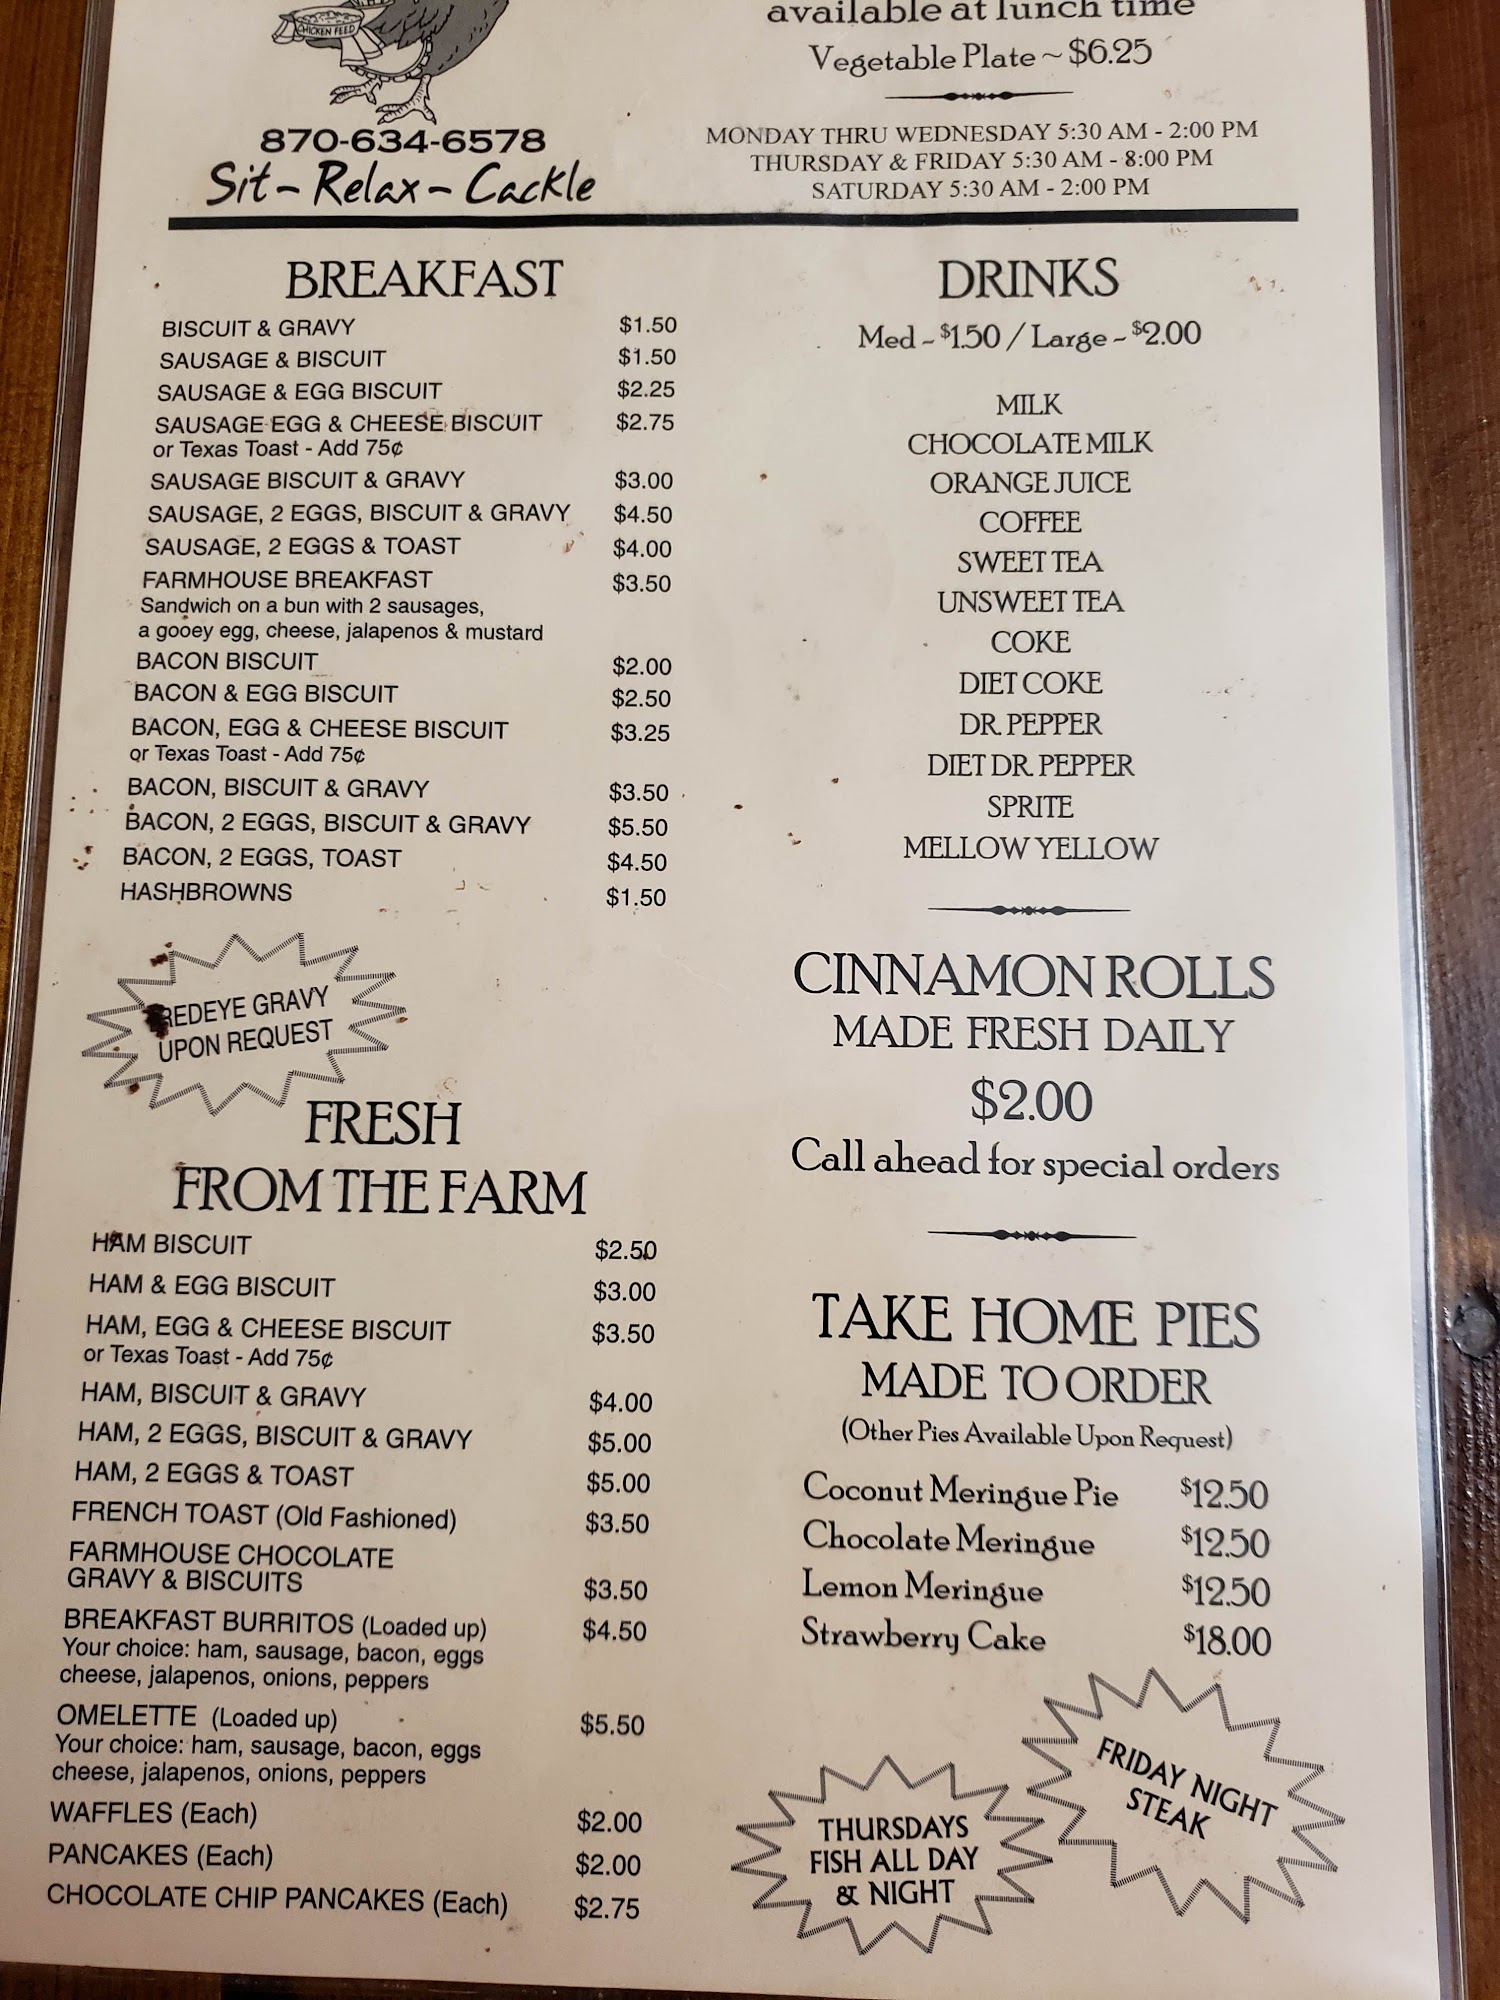 CHICKEN FEED
870-634-6578
Sit - Relax - Cackle
available at lunch time
Vegetable Plate ~ $6.25
MONDAY THRU WEDNESDAY 5:30 AM - 2:00 PM
THURSDAY & FRIDAY 5:30 AM - 8:00 PM
SATURDAY 5:30 AM - 2:00 PM
BREAKFAST
BISCUIT & GRAVY $1.50
SAUSAGE & BISCUIT $1.50
SAUSAGE & EGG BISCUIT $2.25
SAUSAGE EGG & CHEESE BISCUIT $2.75
or Texas Toast - Add 75¢
SAUSAGE BISCUIT & GRAVY $3.00
SAUSAGE, 2 EGGS, BISCUIT & GRAVY $4.50
SAUSAGE, 2 EGGS & TOAST $4.00
FARMHOUSE BREAKFAST $3.50
Sandwich on a bun with 2 sausages,
a gooey egg, cheese, jalapenos & mustard
BACON BISCUIT $2.00
BACON & EGG BISCUIT $2.50
BACON, EGG & CHEESE BISCUIT $3.25
or Texas Toast - Add 75¢
BACON, BISCUIT & GRAVY $3.50
BACON, 2 EGGS, BISCUIT & GRAVY $5.50
BACON, 2 EGGS, TOAST $4.50
HASHBROWNS $1.50
REDEYE GRAVY
UPON REQUEST
FRESH
FROM THE FARM
HAM BISCUIT $2.50
HAM & EGG BISCUIT $3.00
HAM, EGG & CHEESE BISCUIT $3.50
or Texas Toast - Add 75¢
HAM, BISCUIT & GRAVY $4.00
HAM, 2 EGGS, BISCUIT & GRAVY $5.00
HAM, 2 EGGS & TOAST $5.00
FRENCH TOAST (Old Fashioned) $3.50
FARMHOUSE CHOCOLATE
GRAVY & BISCUITS $3.50
BREAKFAST BURRITOS (Loaded up) $4.50
Your choice: ham, sausage, bacon, eggs
cheese, jalapenos, onions, peppers
OMELETTE (Loaded up) $5.50
Your choice: ham, sausage, bacon, eggs
cheese, jalapenos, onions, peppers
WAFFLES (Each) $2.00
PANCAKES (Each) $2.00
CHOCOLATE CHIP PANCAKES (Each) $2.75
DRINKS
Med ~ $1.50 / Large ~ $2.00
MILK
CHOCOLATE MILK
ORANGE JUICE
COFFEE
SWEET TEA
UNSWEET TEA
COKE
DIET COKE
DR. PEPPER
DIET DR. PEPPER
SPRITE
MELLOW YELLOW
CINNAMON ROLLS
MADE FRESH DAILY
$2.00
Call ahead for special orders
TAKE HOME PIES
MADE TO ORDER
(Other Pies Available Upon Request)
Coconut Meringue Pie $12.50
Chocolate Meringue $12.50
Lemon Meringue $12.50
Strawberry Cake $18.00
FRIDAY NIGHT
STEAK
THURSDAYS
FISH ALL DAY
& NIGHT